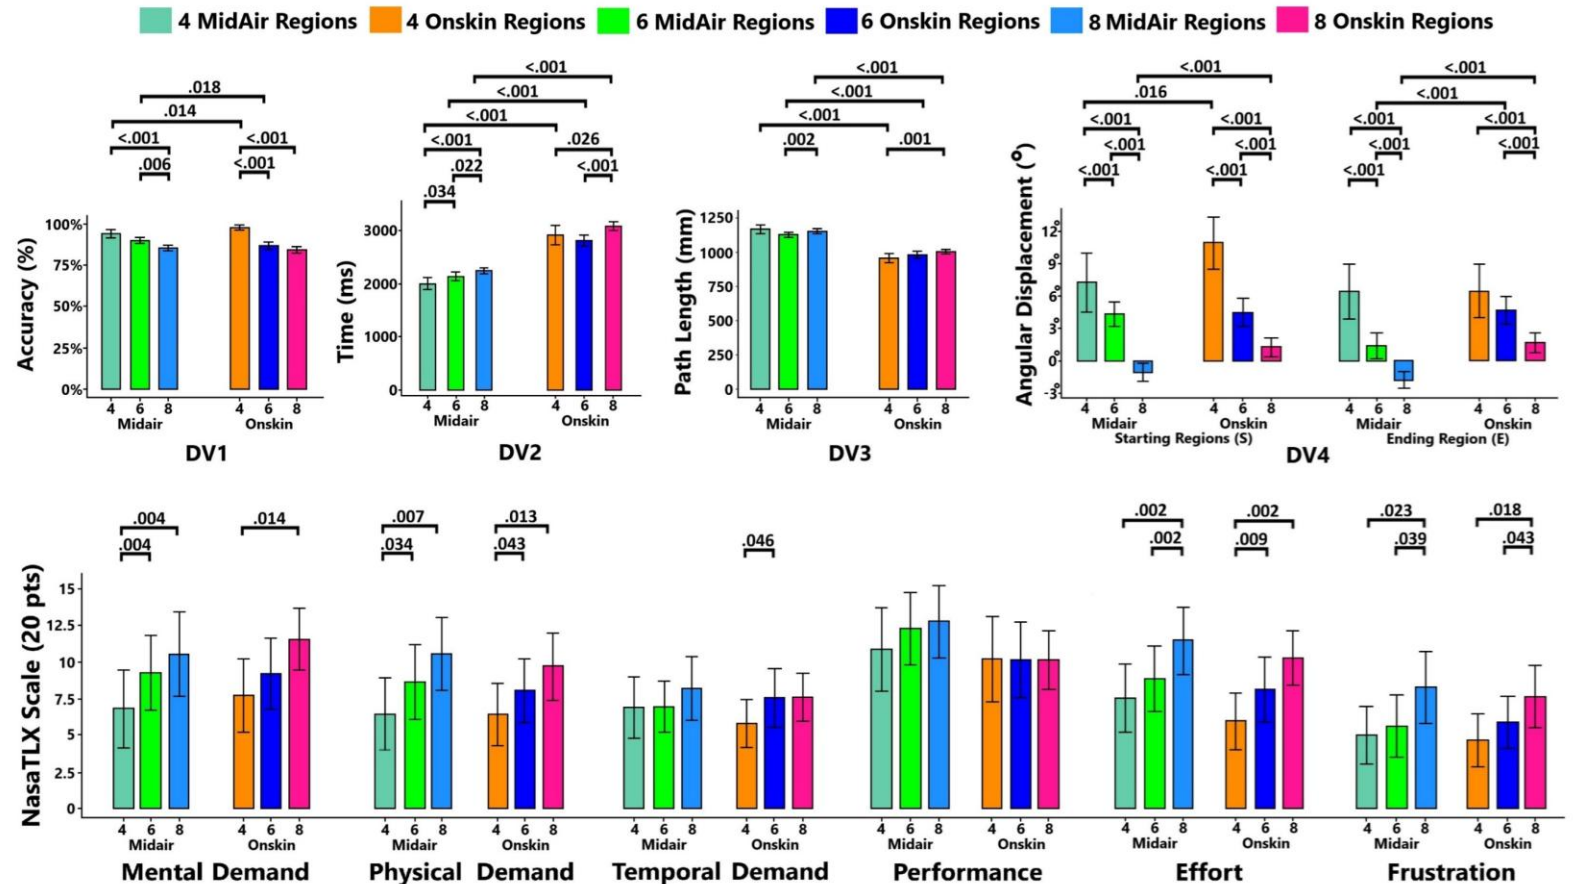 4 MidAir Regions 4 Onskin Regions 6 MidAir Regions 6 Onskin Regions 8 MidAir Regions 8 Onskin Regions
.018
.014
<.001 <.001
.006 <.001
Accuracy (%)
100%
75%
50%
25%
0%
4 6 8 4 6 8
Midair Onskin
DV1
<.001
<.001
<.001
<.001 .026
.022 <.001
.034
Time (ms)
3000
2000
1000
0
4 6 8 4 6 8
Midair Onskin
DV2
<.001
<.001
<.001
.002 .001
Path Length (mm)
1250
1000
750
500
250
0
4 6 8 4 6 8
Midair Onskin
DV3
<.001 <.001
.016 <.001
<.001 <.001 <.001 <.001
<.001 <.001 <.001 <.001
<.001 <.001 <.001
Angular Displacement (°)
12°
9°
6°
3°
0°
-3°
4 6 8 4 6 8 4 6 8 4 6 8
Midair Onskin Midair Onskin
Starting Regions (S) Ending Region (E)
DV4
NasaTLX Scale (20 pts)
15
12.5
10
7.5
5
2.5
0
.004 .014
.004
4 6 8 4 6 8
Midair Onskin
Mental Demand
.007 .013
.034 .043
4 6 8 4 6 8
Midair Onskin
Physical Demand
.046
4 6 8 4 6 8
Midair Onskin
Temporal Demand
4 6 8 4 6 8
Midair Onskin
Performance
.002 .002
.002 .009
4 6 8 4 6 8
Midair Onskin
Effort
.023 .018
.039 .043
4 6 8 4 6 8
Midair Onskin
Frustration